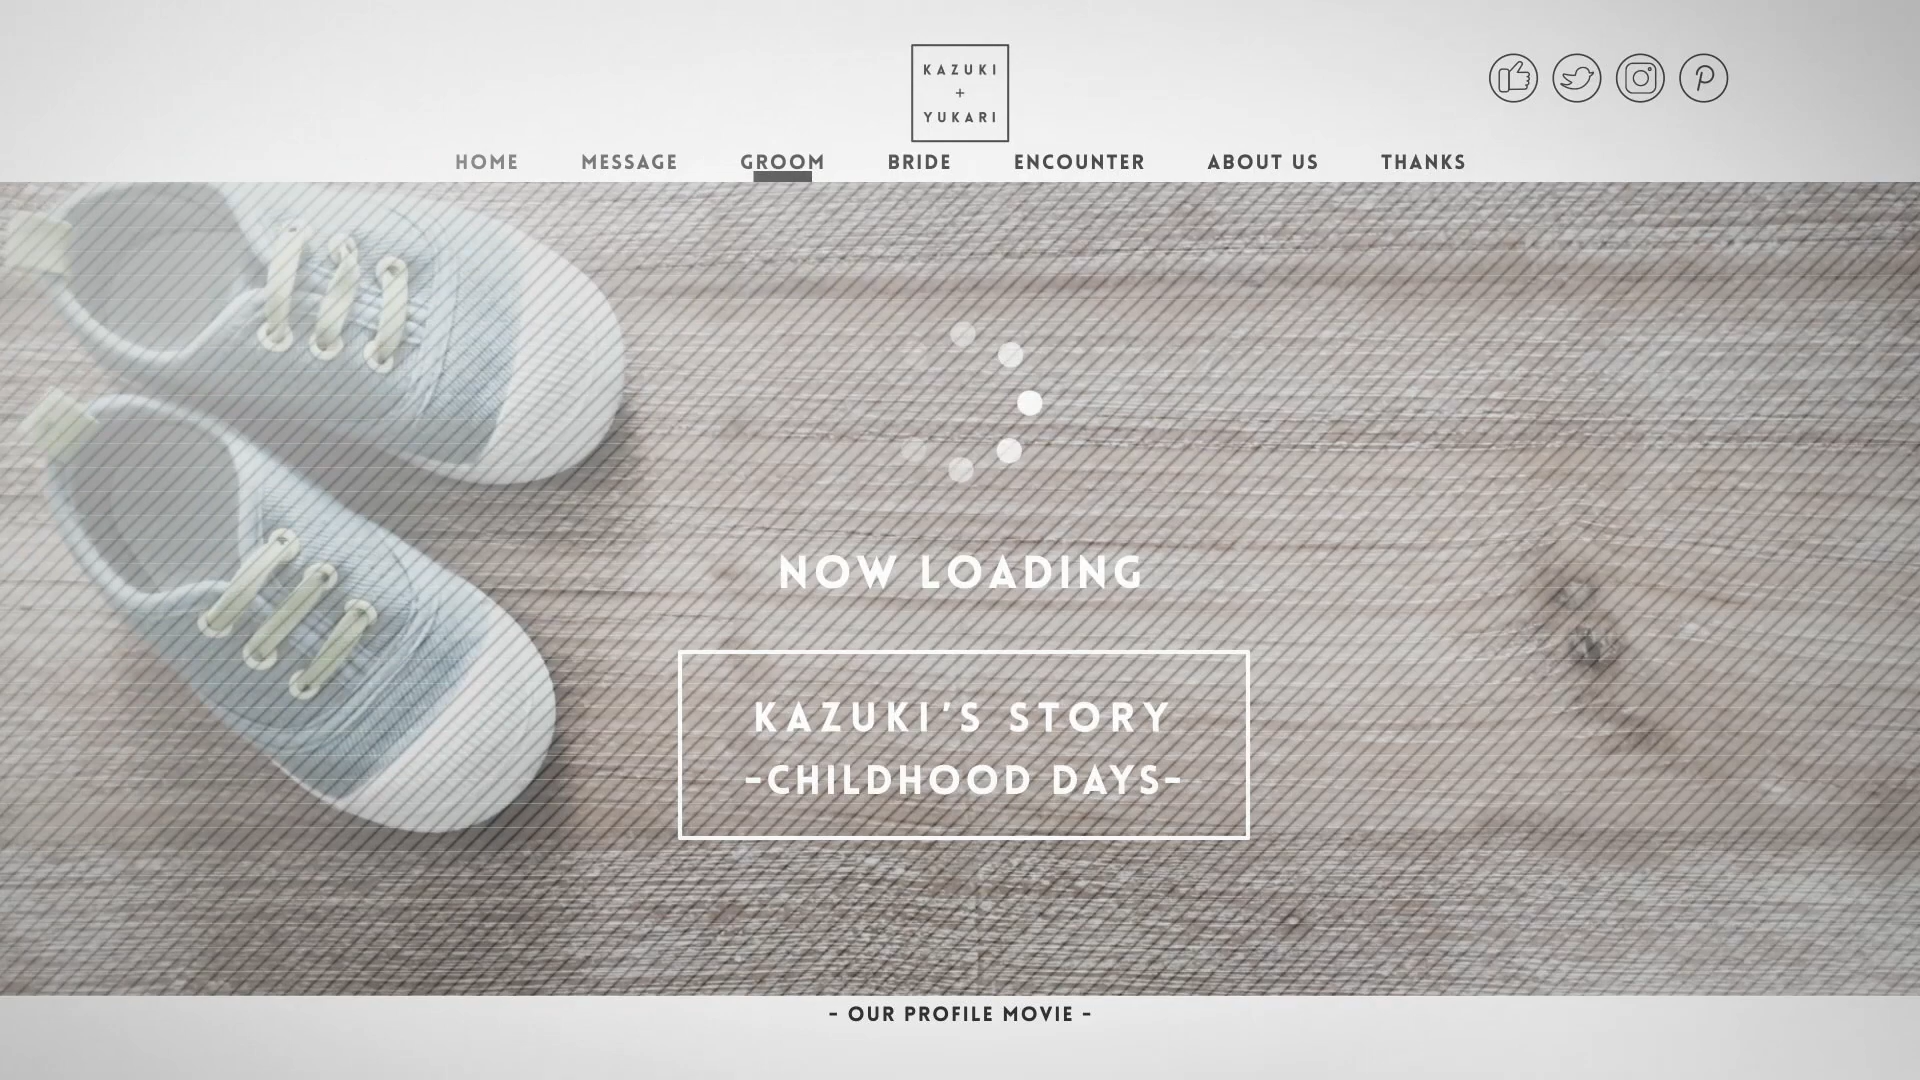 KAZUKI
+
YUKARI
HOME MESSAGE GROOM BRIDE ENCOUNTER ABOUT US THANKS
NOW LOADING
KAZUKI'S STORY
-CHILDHOOD DAYS-
- OUR PROFILE MOVIE -